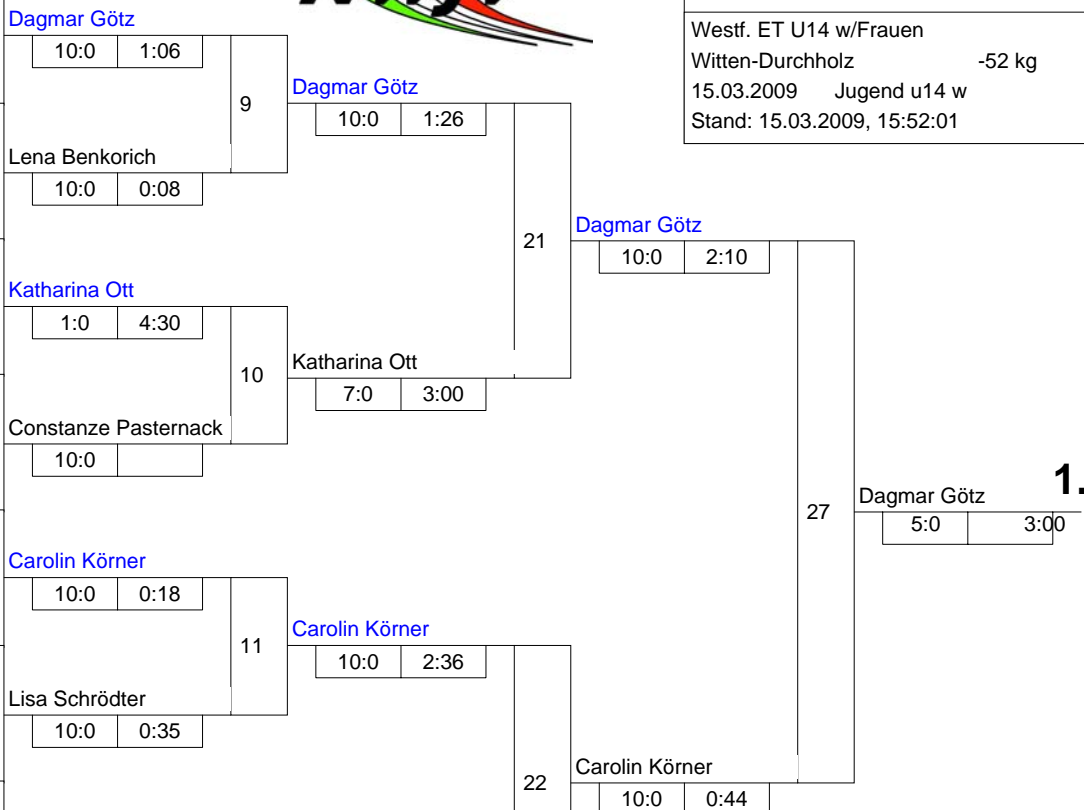 Westf. ET U14 w/Frauen
Witten-Durchholz -52 kg
15.03.2009 Jugend u14 w
Stand: 15.03.2009, 15:52:01
Dagmar Götz
10:0 1:06
9
Dagmar Götz
10:0 1:26
Lena Benkorich
10:0 0:08
21
Dagmar Götz
10:0 2:10
Katharina Ott
1:0 4:30
10
Katharina Ott
7:0 3:00
Constanze Pasternack
10:0
27
Dagmar Götz 1.
5:0 3:00
Carolin Körner
10:0 0:18
11
Carolin Körner
10:0 2:36
Lisa Schrödter
10:0 0:35
22
Carolin Körner
10:0 0:44